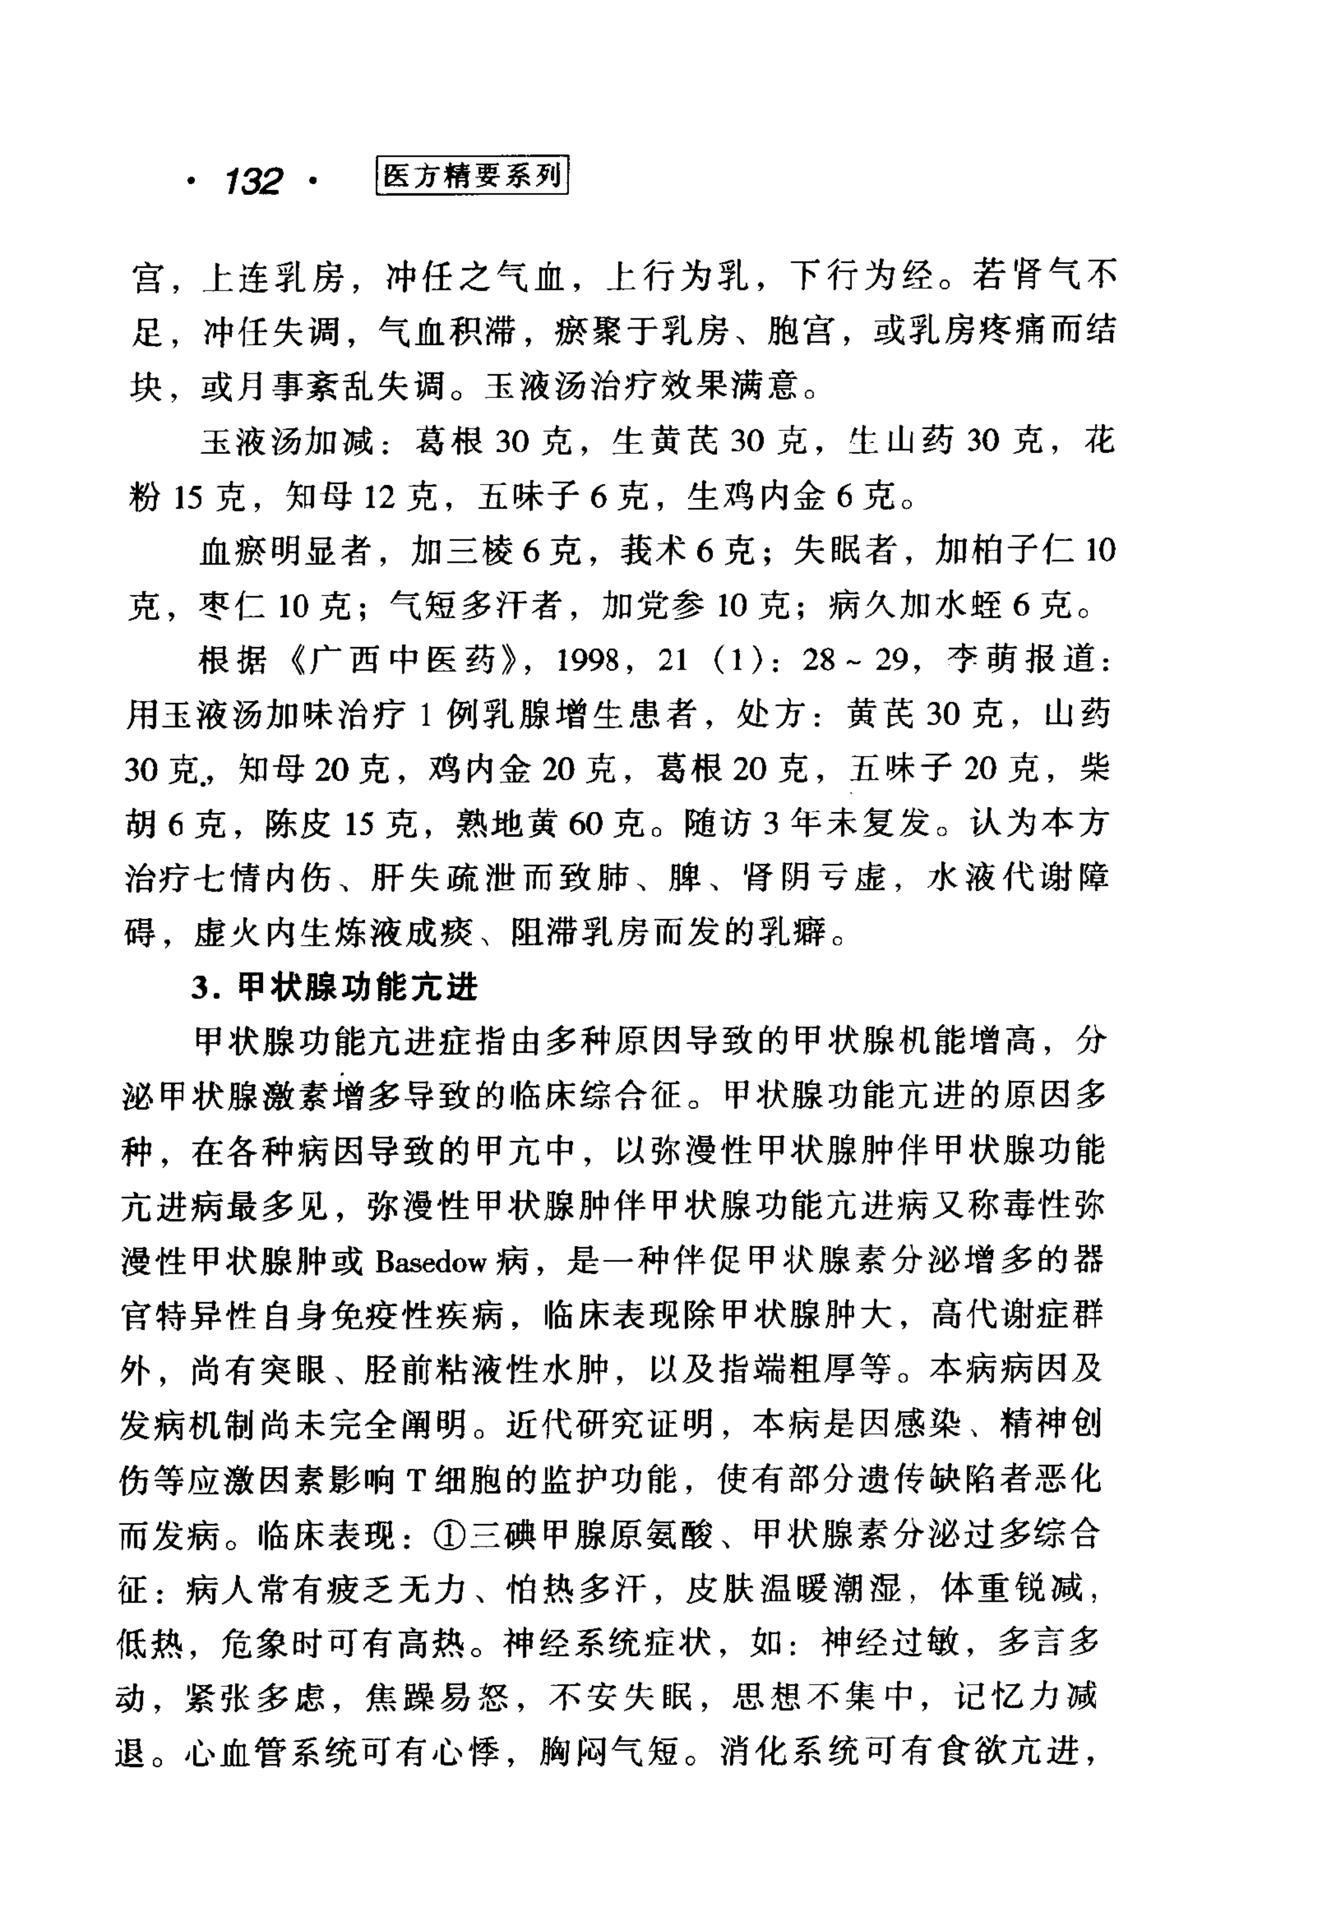 · 132 · 医方精要系列
宫，上连乳房，冲任之气血，上行为乳，下行为经。若肾气不
足，冲任失调，气血积滞，瘀聚于乳房、胞宫，或乳房疼痛而结
块，或月事紊乱失调。玉液汤治疗效果满意。
玉液汤加减：葛根 30 克，生黄芪 30 克，生山药 30 克，花
粉 15 克，知母 12 克，五味子 6 克，生鸡内金 6 克。
血瘀明显者，加三棱 6 克，莪术 6 克；失眠者，加柏子仁 10
克，枣仁 10 克；气短多汗者，加党参 10 克；病久加水蛭 6 克。
根据《广西中医药》，1998，21（1）：28～29，李萌报道：
用玉液汤加味治疗 1 例乳腺增生患者，处方：黄芪 30 克，山药
30 克，知母 20 克，鸡内金 20 克，葛根 20 克，五味子 20 克，柴
胡 6 克，陈皮 15 克，熟地黄 60 克。随访 3 年未复发。认为本方
治疗七情内伤、肝失疏泄而致肺、脾、肾阴亏虚，水液代谢障
碍，虚火内生炼液成痰、阻滞乳房而发的乳癖。
3. 甲状腺功能亢进
甲状腺功能亢进症指由多种原因导致的甲状腺机能增高，分
泌甲状腺激素增多导致的临床综合征。甲状腺功能亢进的原因多
种，在各种病因导致的甲亢中，以弥漫性甲状腺肿伴甲状腺功能
亢进病最多见，弥漫性甲状腺肿伴甲状腺功能亢进病又称毒性弥
漫性甲状腺肿或 Basedow 病，是一种伴促甲状腺素分泌增多的器
官特异性自身免疫性疾病，临床表现除甲状腺肿大，高代谢症群
外，尚有突眼、胫前粘液性水肿，以及指端粗厚等。本病病因及
发病机制尚未完全阐明。近代研究证明，本病是因感染、精神创
伤等应激因素影响 T 细胞的监护功能，使有部分遗传缺陷者恶化
而发病。临床表现：①三碘甲腺原氨酸、甲状腺素分泌过多综合
征：病人常有疲乏无力、怕热多汗，皮肤温暖潮湿，体重锐减，
低热，危象时可有高热。神经系统症状，如：神经过敏，多言多
动，紧张多虑，焦躁易怒，不安失眠，思想不集中，记忆力减
退。心血管系统可有心悸，胸闷气短。消化系统可有食欲亢进，